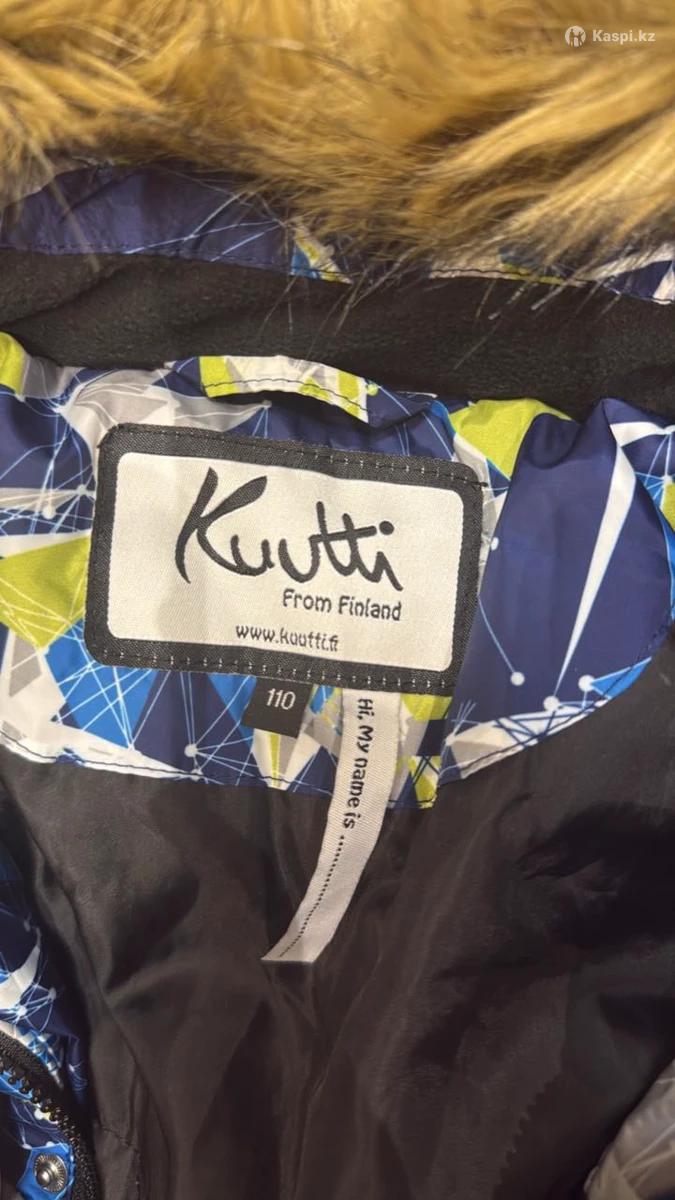 Kaspi.kz
Kuutti
From Finland
www.kuutti.fi
110
Hi, My name is ......